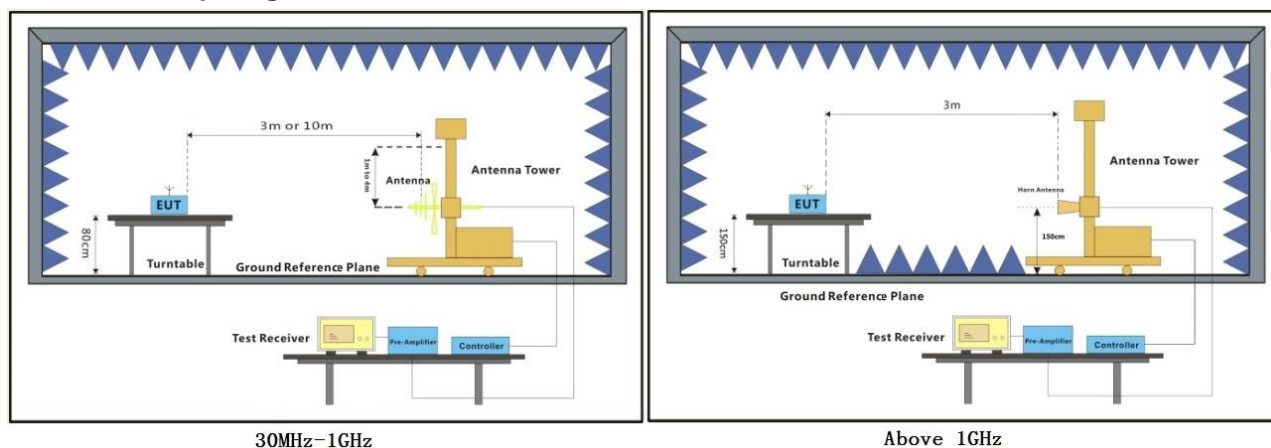 3m or 10m
1m to 4m
Antenna
Antenna Tower
EUT
80cm
Turntable
Ground Reference Plane
Test Receiver
Pre-Amplifier
Controller
30MHz-1GHz
3m
Antenna Tower
Horn Antenna
EUT
150cm
150cm
Turntable
Ground Reference Plane
Test Receiver
Pre-Amplifier
Controller
Above 1GHz